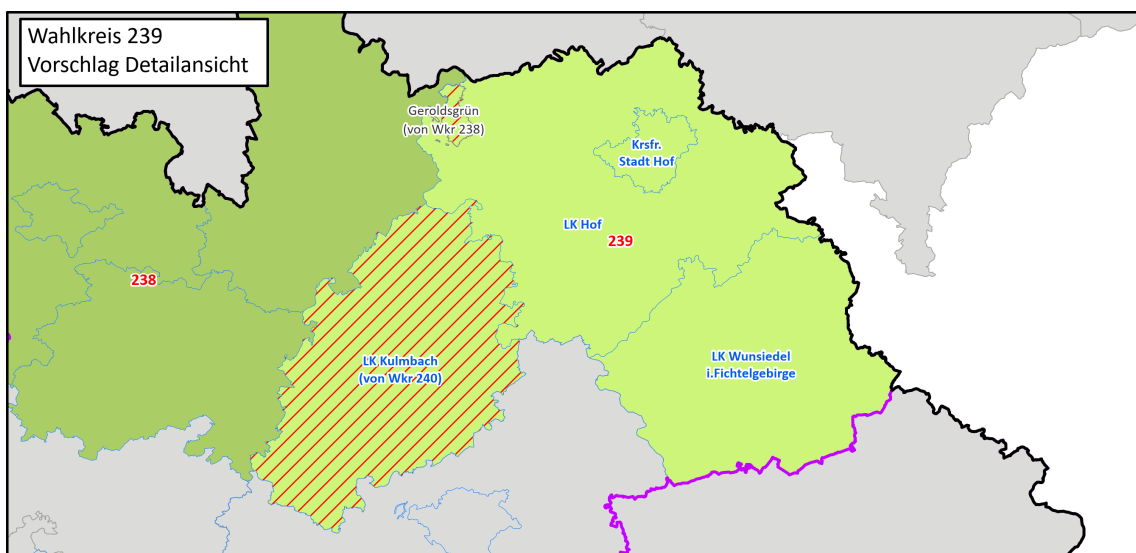 Wahlkreis 239
Vorschlag Detailansicht
Geroldsgrün
(von Wkr 238)
Krsfr.
Stadt Hof
LK Hof
239
238
LK Kulmbach
(von Wkr 240)
LK Wunsiedel
i.Fichtelgebirge